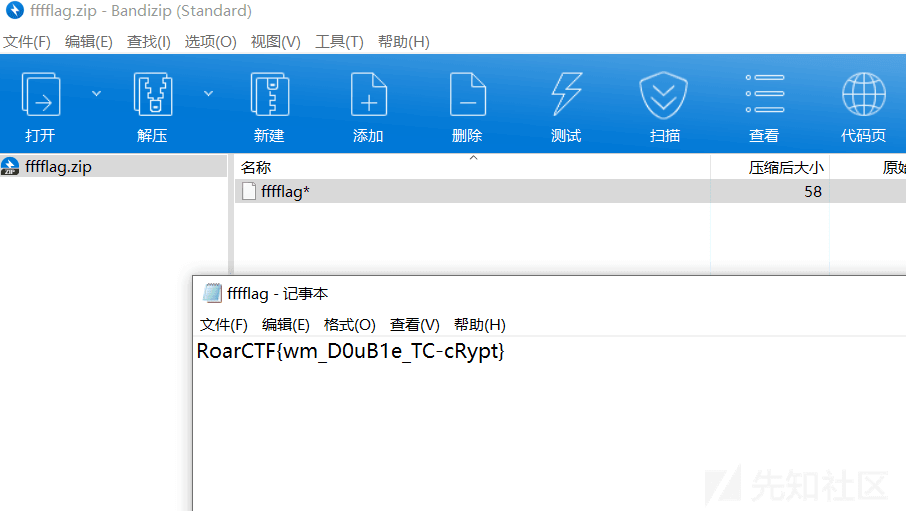 fffflag.zip - Bandizip (Standard)
文件(F) 编辑(E) 查找(I) 选项(O) 视图(V) 工具(T) 帮助(H)
打开 解压 新建 添加 删除 测试 扫描 查看 代码页
fffflag.zip
名称 压缩后大小 原始
fffflag* 58
fffflag - 记事本
文件(F) 编辑(E) 格式(O) 查看(V) 帮助(H)
RoarCTF{wm_D0uB1e_TC-cRypt}
先知社区